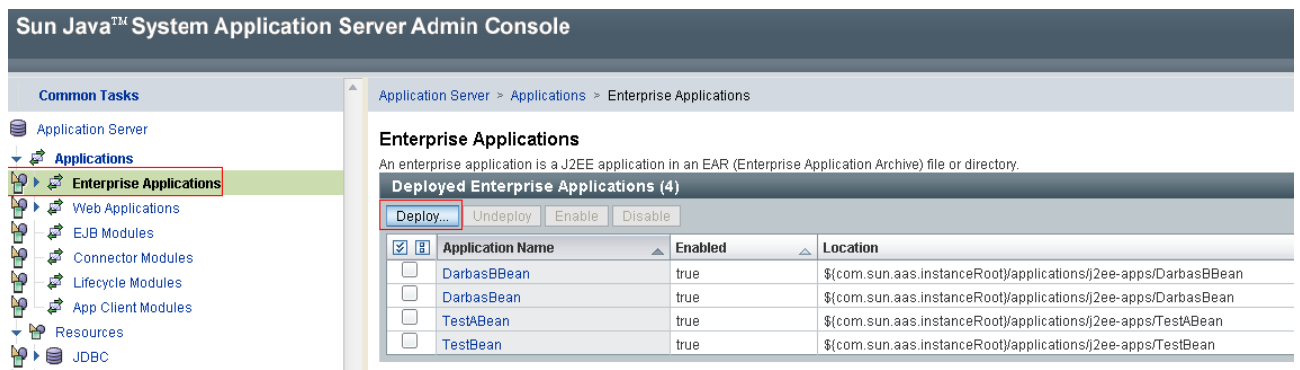 Sun Java™ System Application Server Admin Console
Common Tasks
Application Server
Applications
Enterprise Applications
Web Applications
EJB Modules
Connector Modules
Lifecycle Modules
App Client Modules
Resources
JDBC
Application Server > Applications > Enterprise Applications
Enterprise Applications
An enterprise application is a J2EE application in an EAR (Enterprise Application Archive) file or directory.
Deployed Enterprise Applications (4)
Deploy... Undeploy Enable Disable
Application Name Enabled Location
DarbasBBean true ${com.sun.aas.instanceRoot}/applications/j2ee-apps/DarbasBBean
DarbasBean true ${com.sun.aas.instanceRoot}/applications/j2ee-apps/DarbasBean
TestABean true ${com.sun.aas.instanceRoot}/applications/j2ee-apps/TestABean
TestBean true ${com.sun.aas.instanceRoot}/applications/j2ee-apps/TestBean